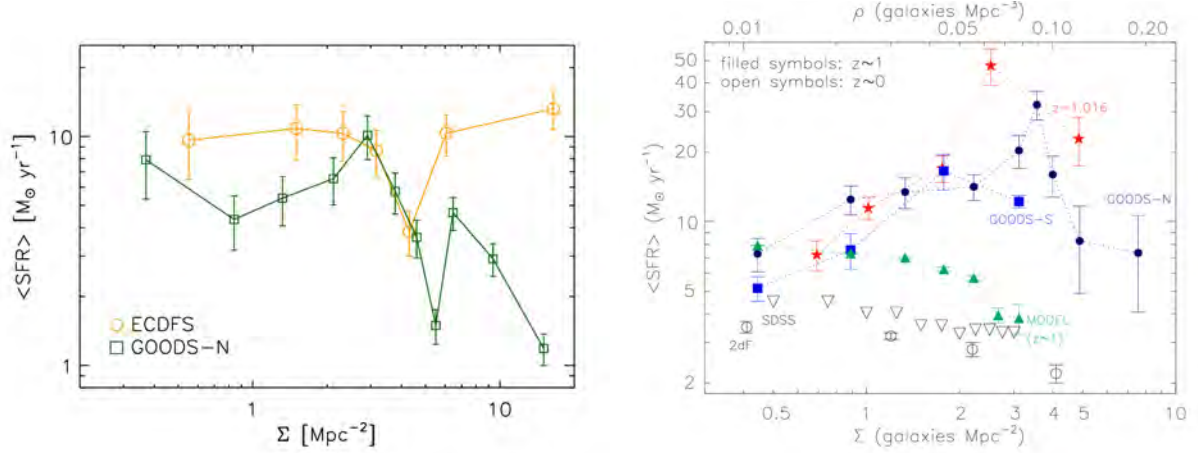 10
1
<SFR> [M⊙ yr⁻¹]
ECDFS
GOODS-N
1
10
Σ [Mpc⁻²]
ρ (galaxies Mpc⁻³)
0.01
0.05
0.10
0.20
50
40
30
20
10
5
2
<SFR> (M⊙ yr⁻¹)
filled symbols: z~1
open symbols: z~0
z=1.016
GOODS-N
GOODS-S
SDSS
2dF
MODEL
(z~1)
0.5
1
2
3
4
5
10
Σ (galaxies Mpc⁻²)